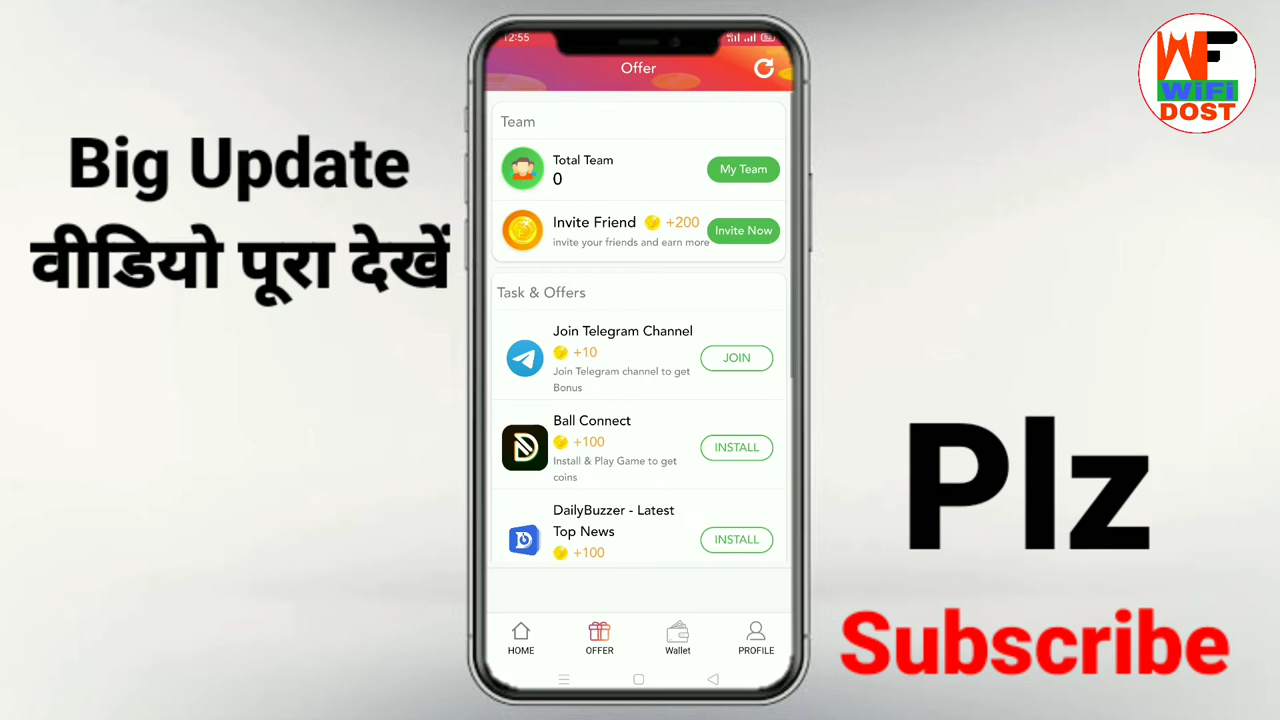 Big Update
वीडियो पूरा देखें
12:55
Offer
Team
Total Team
0
My Team
Invite Friend +200
invite your friends and earn more
Invite Now
Task & Offers
Join Telegram Channel
+10
Join Telegram channel to get
Bonus
JOIN
Ball Connect
+100
Install & Play Game to get
coins
INSTALL
DailyBuzzer - Latest
Top News
+100
INSTALL
HOME
OFFER
Wallet
PROFILE
WF
WiFi
DOST
Plz
Subscribe